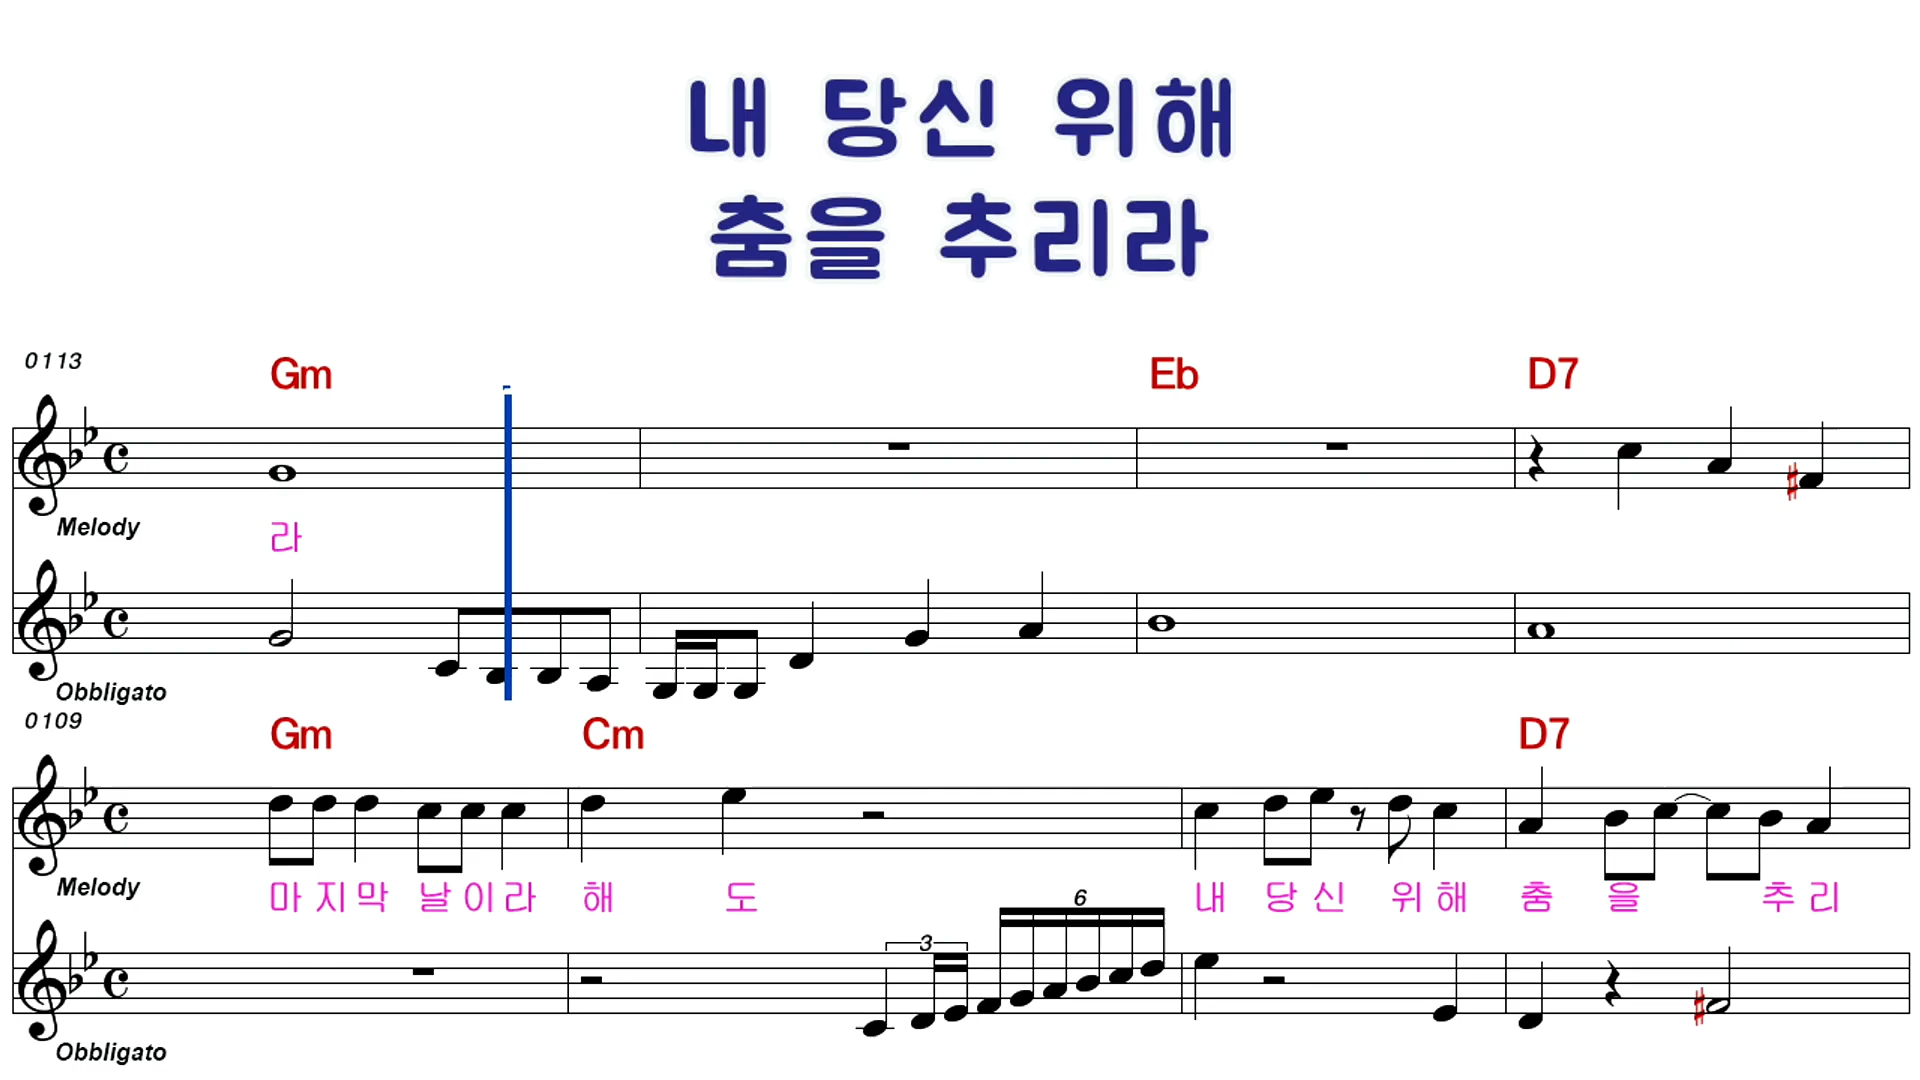 내 당신 위해
춤을 추리라
0113
Gm Eb D7
Melody
라
Obbligato
0109
Gm Cm D7
Melody
마 지 막 날 이 라 해 도 내 당 신 위 해 춤 을 추 리
6
3
Obbligato